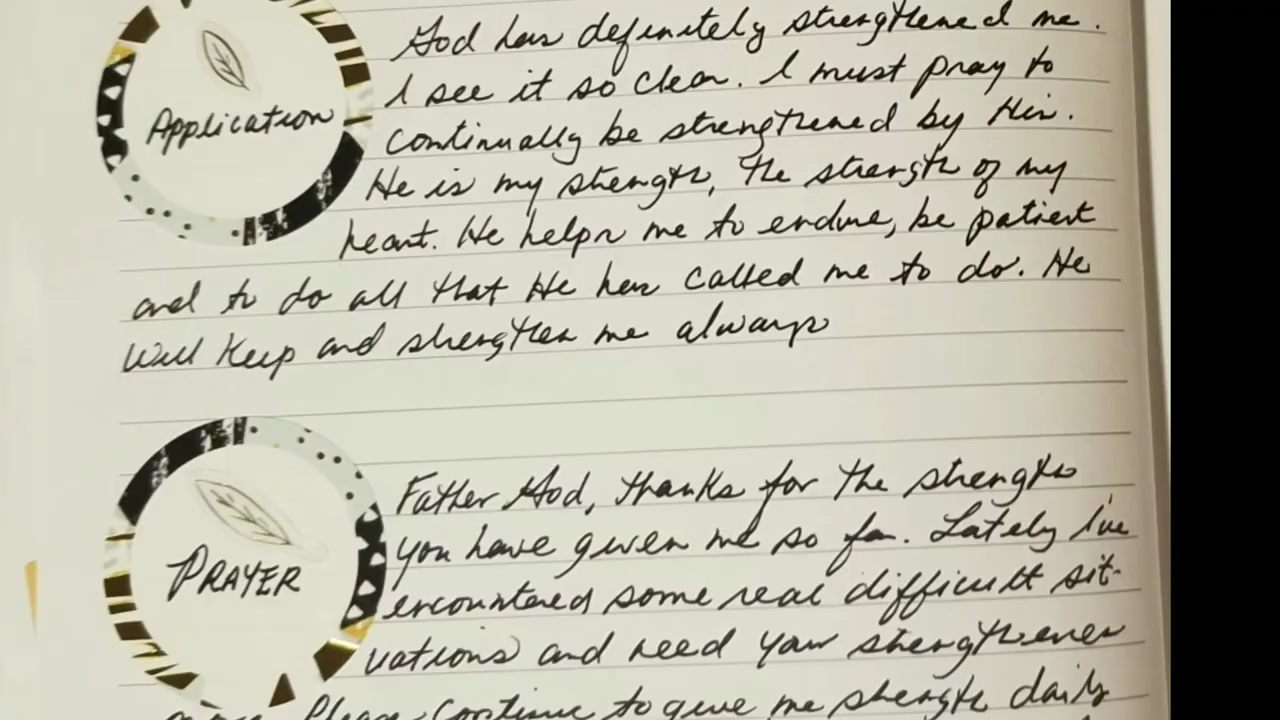 God has definitely strengthened me.
I see it so clear. I must pray to
Application
continually be strengthened by Him.
He is my strength, the strength of my
heart. He helps me to endure, be patient
and to do all that He has called me to do. He
will keep and strengthen me always
Father God, thanks for the strength
you have given me so far. Lately I've
PRAYER
encountered some real difficult sit-
uations and need your strength even
Please continue to give me strength daily